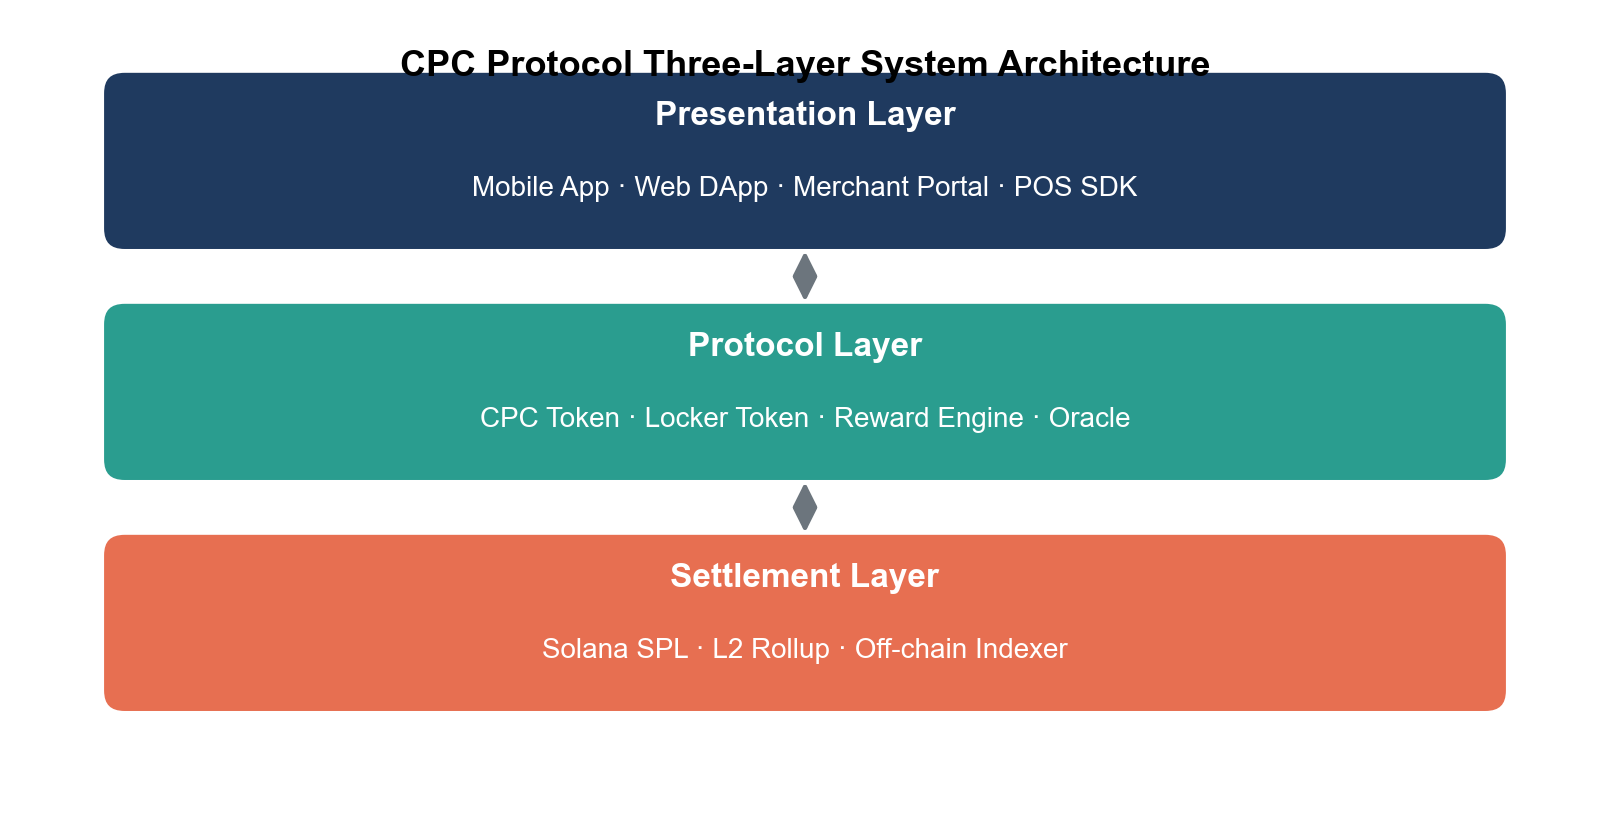 CPC Protocol Three-Layer System Architecture
Presentation Layer
Mobile App · Web DApp · Merchant Portal · POS SDK
Protocol Layer
CPC Token · Locker Token · Reward Engine · Oracle
Settlement Layer
Solana SPL · L2 Rollup · Off-chain Indexer